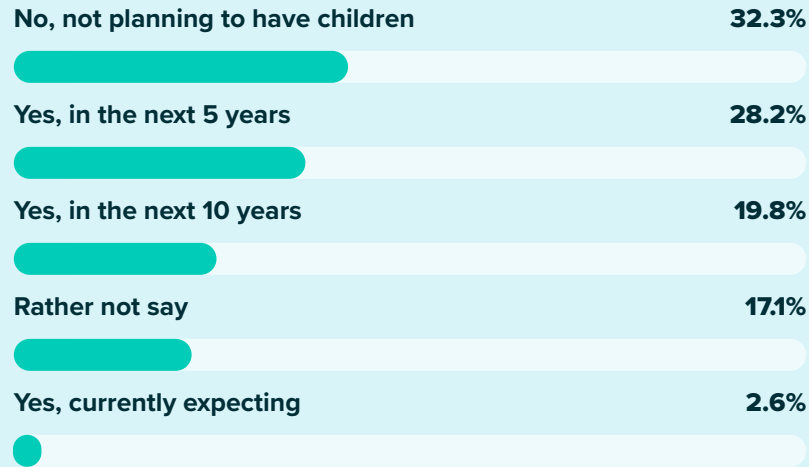 No, not planning to have children 32.3%
Yes, in the next 5 years 28.2%
Yes, in the next 10 years 19.8%
Rather not say 17.1%
Yes, currently expecting 2.6%